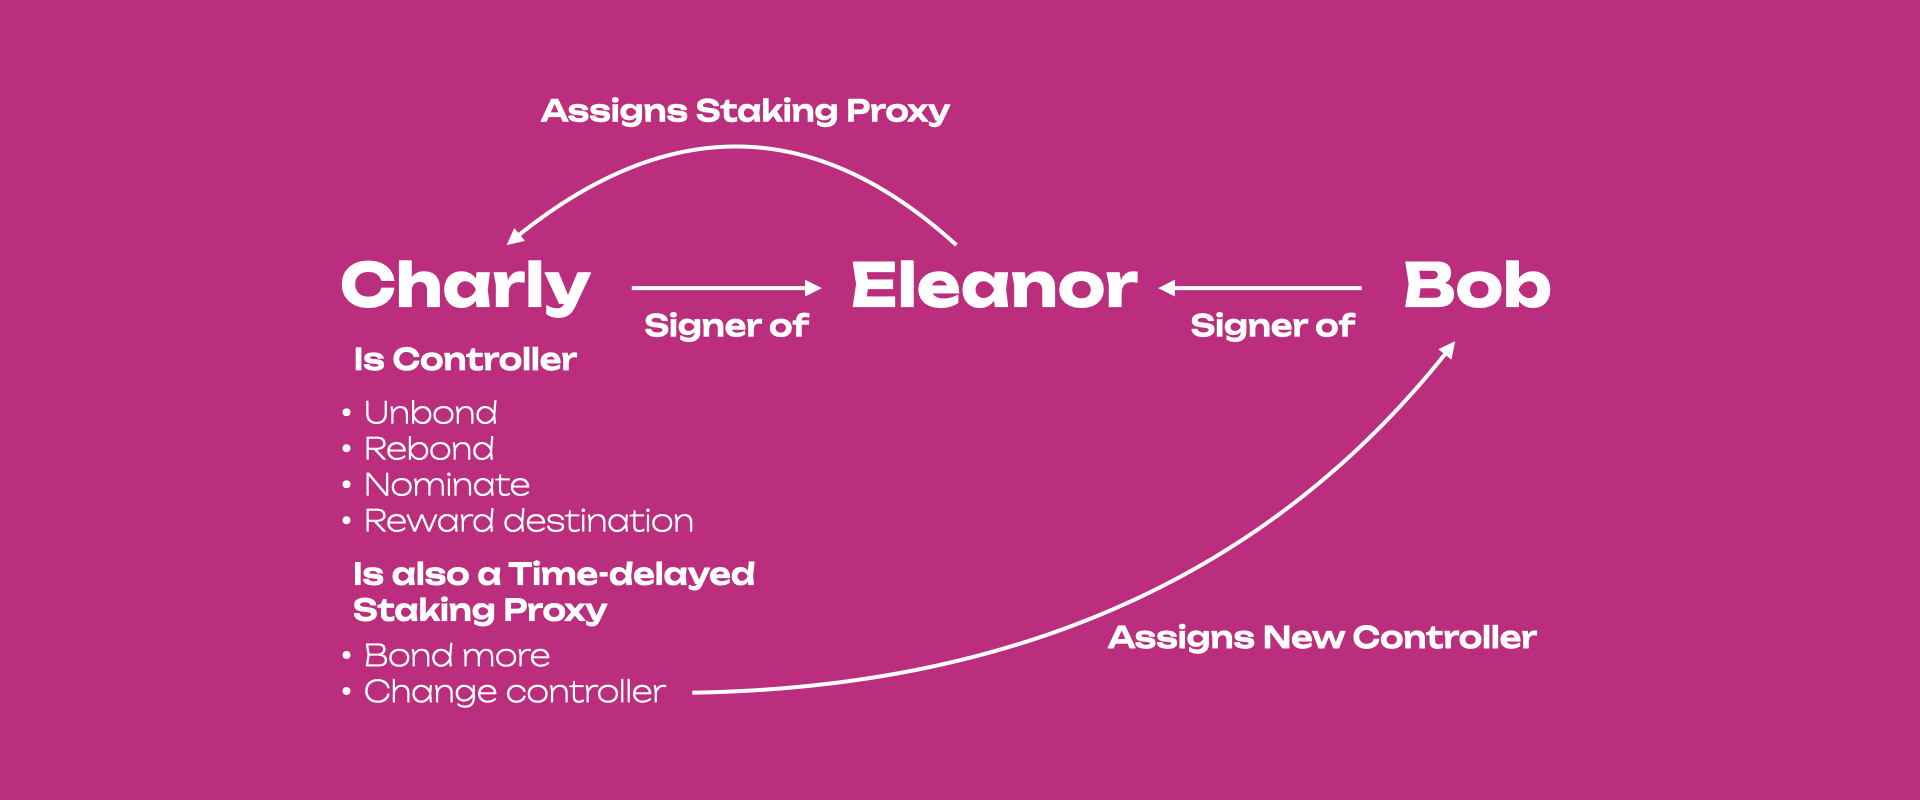 Assigns Staking Proxy
Charly
Eleanor
Bob
Signer of
Signer of
Is Controller
• Unbond
• Rebond
• Nominate
• Reward destination
Is also a Time-delayed
Staking Proxy
• Bond more
• Change controller
Assigns New Controller